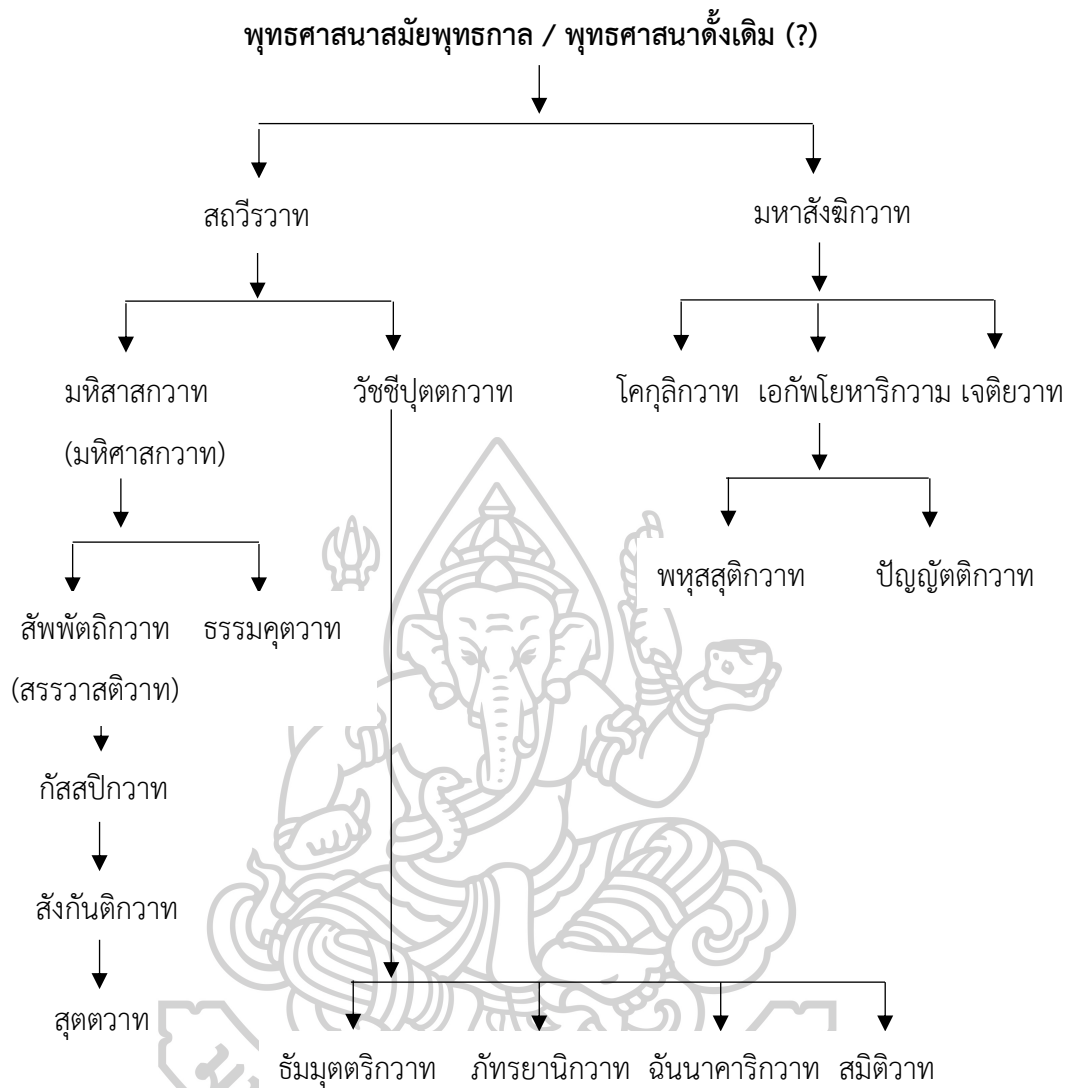 พุทธศาสนาสมัยพุทธกาล / พุทธศาสนาดั้งเดิม (?)
สถวีรวาท มหาสังฆิกวาท
มหิสาสกวาท วัชชีปุตตกวาท โคกุลิกวาท เอกัพโยหาริกวาม เจติยวาท
(มหิศาสกวาท)
พหุสสุติกวาท ปัญญัตติกวาท
สัพพัตถิกวาท ธรรมคุตวาท
(สรรวาสติวาท)
กัสสปิกวาท
สังกันติกวาท
สุตตวาท
ธัมมุตตริกวาท ภัทรยานิกวาท ฉันนาคาริกวาท สมิติวาท